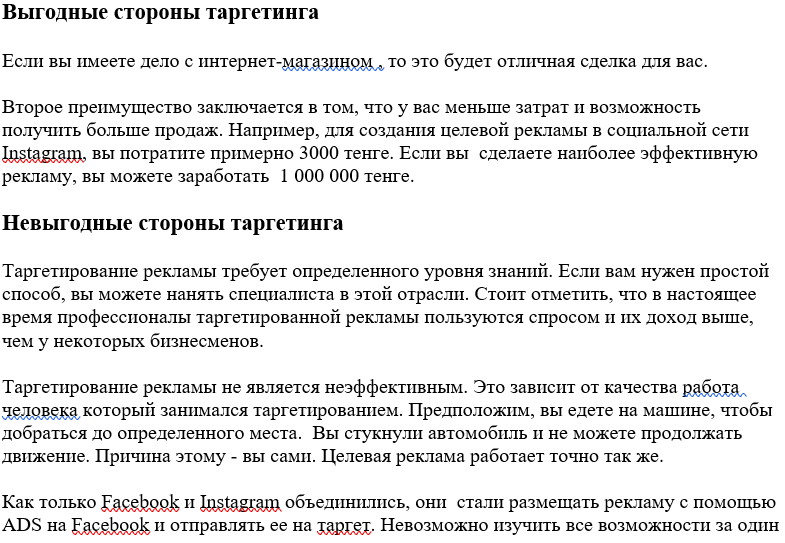 Выгодные стороны таргетинга
Если вы имеете дело с интернет-магазином , то это будет отличная сделка для вас.
Второе преимущество заключается в том, что у вас меньше затрат и возможность
получить больше продаж. Например, для создания целевой рекламы в социальной сети
Instagram, вы потратите примерно 3000 тенге. Если вы  сделаете наиболее эффективную
рекламу, вы можете заработать  1 000 000 тенге.
Невыгодные стороны таргетинга
Таргетирование рекламы требует определенного уровня знаний. Если вам нужен простой
способ, вы можете нанять специалиста в этой отрасли. Стоит отметить, что в настоящее
время профессионалы таргетированной рекламы пользуются спросом и их доход выше,
чем у некоторых бизнесменов.
Таргетирование рекламы не является неэффективным. Это зависит от качества работа
человека который занимался таргетированием. Предположим, вы едете на машине, чтобы
добраться до определенного места.  Вы стукнули автомобиль и не можете продолжать
движение. Причина этому - вы сами. Целевая реклама работает точно так же.
Как только Facebook и Instagram объединились, они  стали размещать рекламу с помощью
ADS на Facebook и отправлять ее на таргет. Невозможно изучить все возможности за один